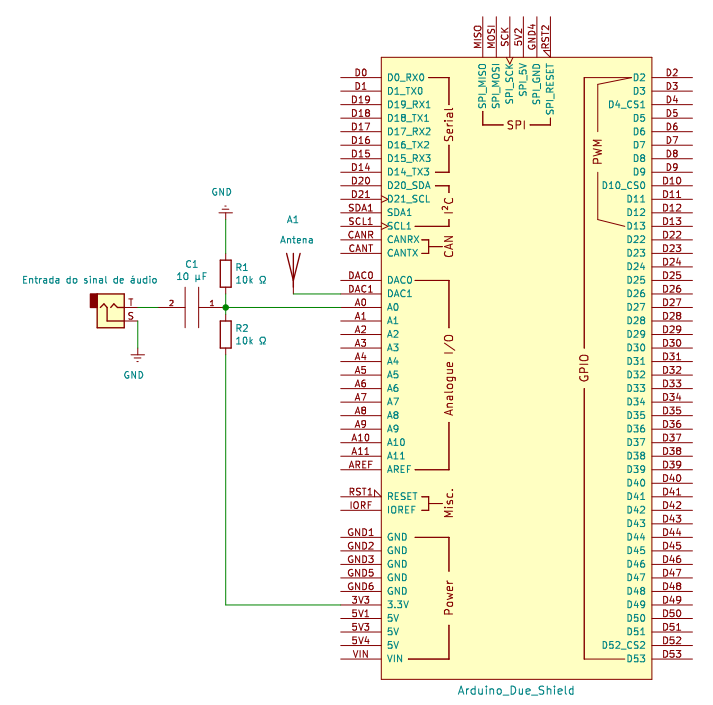 MISO MOSI SCK 5V2 GND4 RST2
SPI_MISO SPI_MOSI SPI_SCK SPI_5V SPI_GND SPI_RESET
SPI
D0 D0_RX0 D2 D2
D1 D1_TX0 D3 D3
D19 D19_RX1 D4_CS1 D4
D18 D18_TX1 D5 D5
D17 D17_RX2 D6 D6
D16 D16_TX2 D7 D7
D15 D15_RX3 D8 D8
D14 D14_TX3 D9 D9
Serial
PWM
D20 D20_SDA D10_CS0 D10
D21 D21_SCL D11 D11
SDA1 SDA1 D12 D12
SCL1 SCL1 D13 D13
I²C
CANR CANRX D22 D22
CANT CANTX D23 D23
CAN
D24 D24
DAC0 DAC0 D25 D25
DAC1 DAC1 D26 D26
A0 A0 D27 D27
A1 A1 D28 D28
A2 A2 D29 D29
A3 A3 D30 D30
A4 A4 D31 D31
A5 A5 D32 D32
A6 A6 D33 D33
A7 A7 D34 D34
A8 A8 D35 D35
A9 A9 D36 D36
A10 A10 D37 D37
A11 A11 D38 D38
AREF AREF D39 D39
Analogue I/O
GPIO
D40 D40
RST1 RESET D41 D41
IORF IOREF D42 D42
Misc.
D43 D43
GND1 GND D44 D44
GND2 GND D45 D45
GND3 GND D46 D46
GND5 GND D47 D47
GND6 GND D48 D48
3V3 3.3V D49 D49
5V1 5V D50 D50
5V3 5V D51 D51
5V4 5V D52_CS2 D52
VIN VIN D53 D53
Power
Arduino_Due_Shield
GND
A1
Antena
C1
10 µF
R1
10k Ω
Entrada do sinal de áudio
T
S
2 1
R2
10k Ω
GND